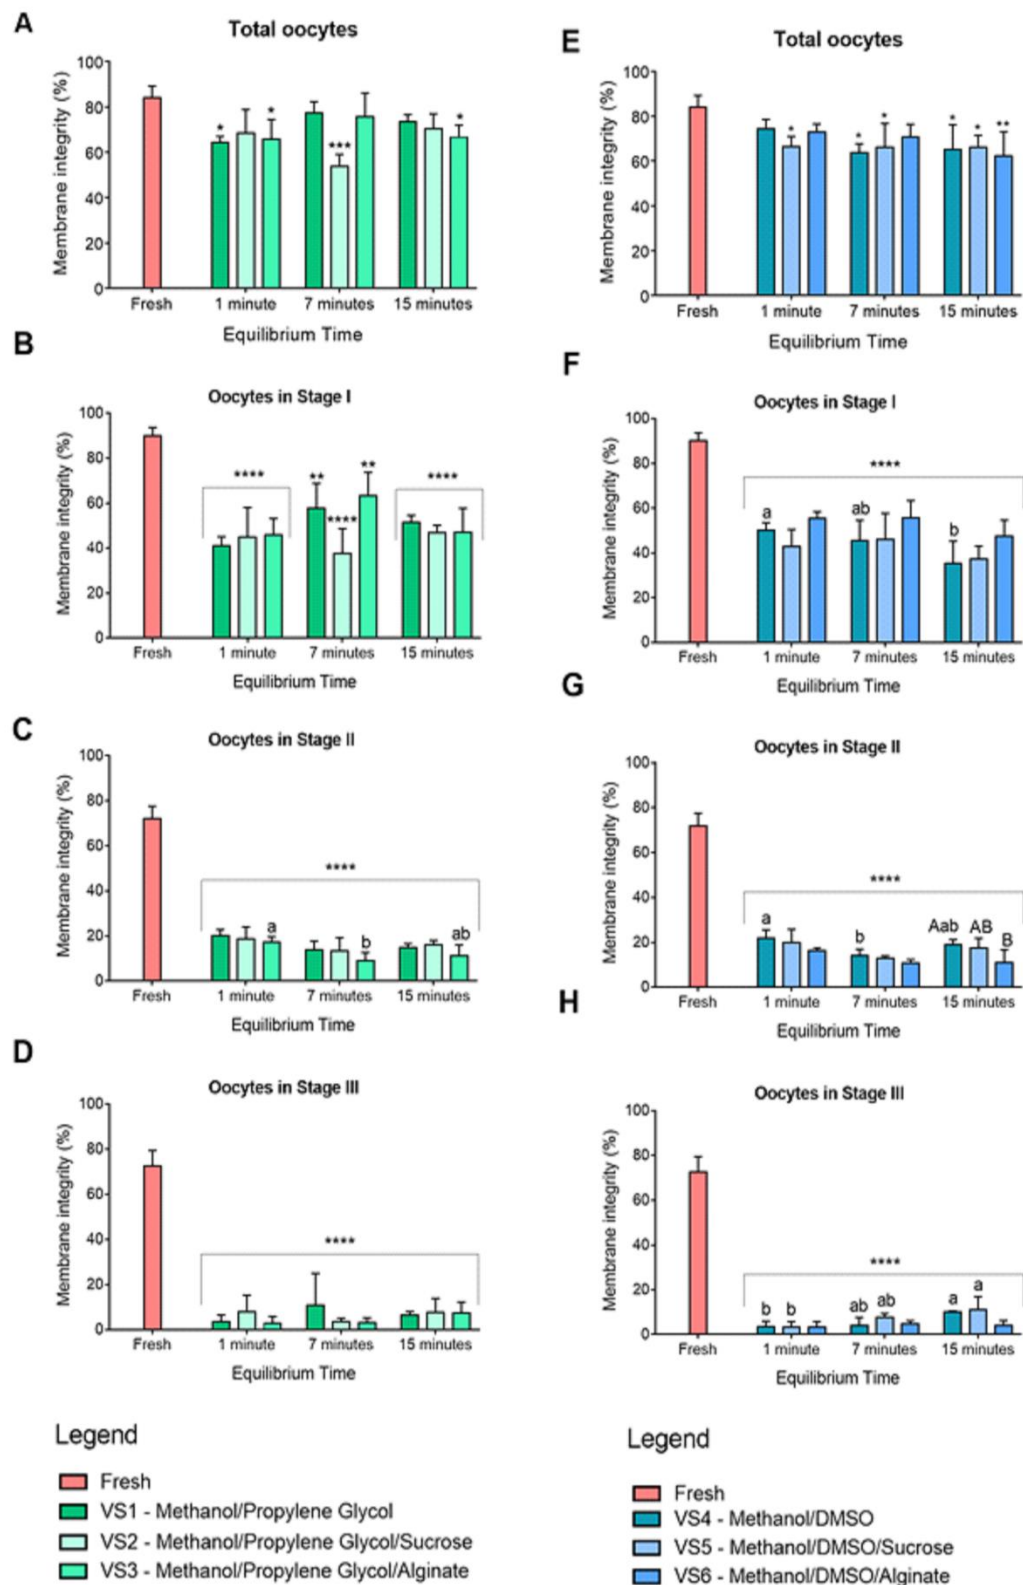 A
Total oocytes
Membrane integrity (%)
100
80
60
40
20
0
*
*
***
*
Fresh
1 minute
7 minutes
15 minutes
Equilibrium Time
B
Oocytes in Stage I
Membrane integrity (%)
100
80
60
40
20
0
****
**
****
**
****
Fresh
1 minute
7 minutes
15 minutes
Equilibrium Time
C
Oocytes in Stage II
Membrane integrity (%)
100
80
60
40
20
0
****
a
b
ab
Fresh
1 minute
7 minutes
15 minutes
Equilibrium Time
D
Oocytes in Stage III
Membrane integrity (%)
100
80
60
40
20
0
****
Fresh
1 minute
7 minutes
15 minutes
Equilibrium Time
Legend
Fresh
VS1 - Methanol/Propylene Glycol
VS2 - Methanol/Propylene Glycol/Sucrose
VS3 - Methanol/Propylene Glycol/Alginate
E
Total oocytes
Membrane integrity (%)
100
80
60
40
20
0
*
*
*
*
*
**
Fresh
1 minute
7 minutes
15 minutes
Equilibrium Time
F
Oocytes in Stage I
Membrane integrity (%)
100
80
60
40
20
0
****
a
ab
b
Fresh
1 minute
7 minutes
15 minutes
Equilibrium Time
G
Oocytes in Stage II
Membrane integrity (%)
100
80
60
40
20
0
****
a
b
Aab
AB
B
Fresh
1 minute
7 minutes
15 minutes
Equilibrium Time
H
Oocytes in Stage III
Membrane integrity (%)
100
80
60
40
20
0
****
b
b
ab
ab
a
a
Fresh
1 minute
7 minutes
15 minutes
Equilibrium Time
Legend
Fresh
VS4 - Methanol/DMSO
VS5 - Methanol/DMSO/Sucrose
VS6 - Methanol/DMSO/Alginate